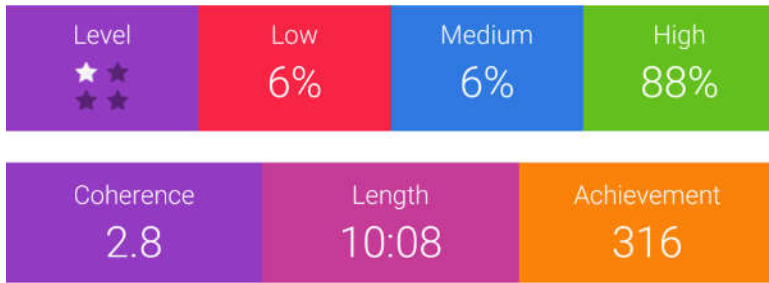 Level Low Medium High
6% 6% 88%
Coherence Length Achievement
2.8 10:08 316